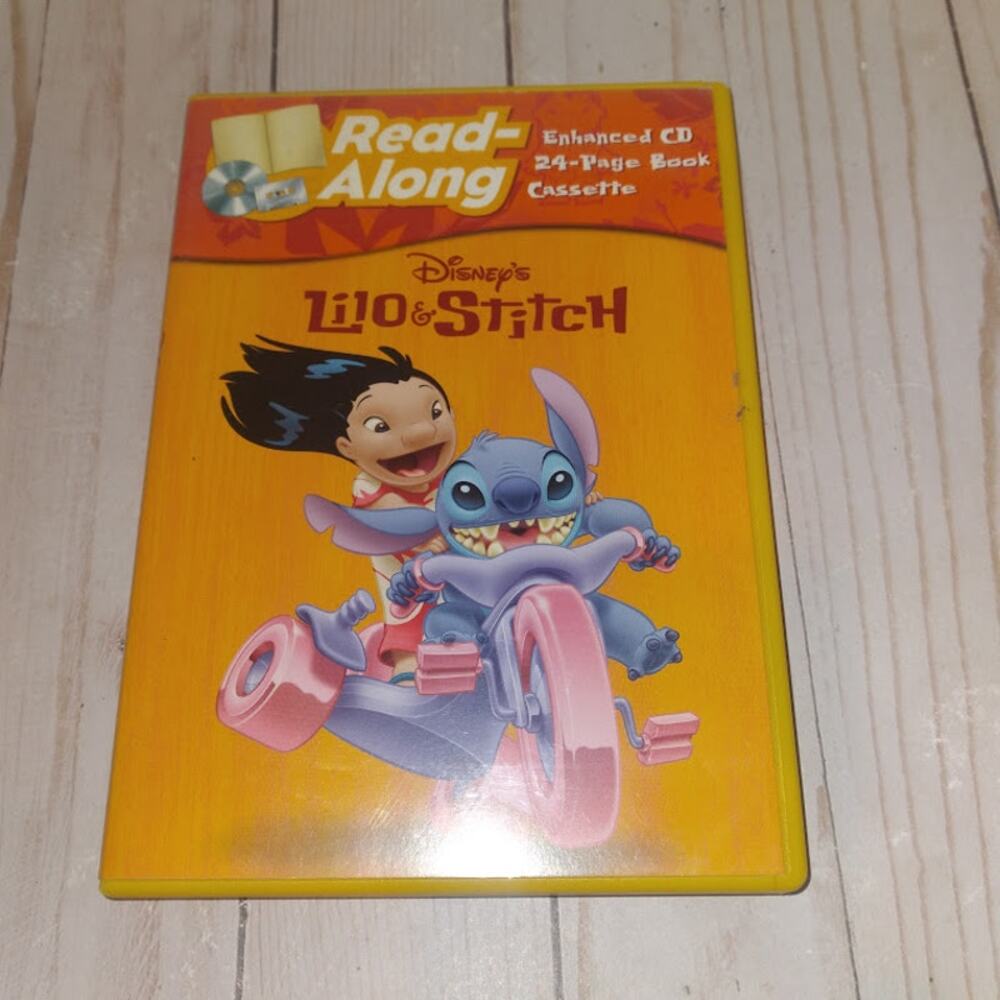 Read-
Along
Enhanced CD
24-Page Book
Cassette
Disney's
Lilo & Stitch